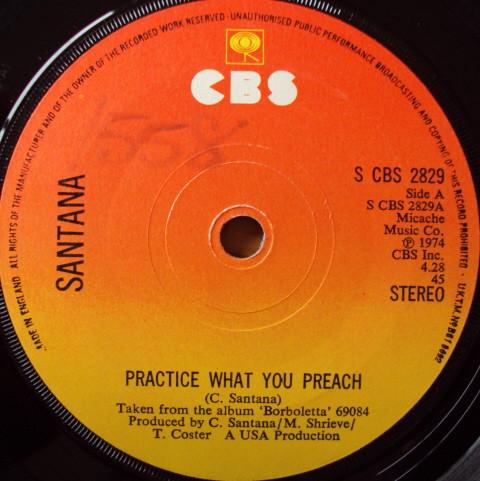 MADE IN ENGLAND ALL RIGHTS OF THE MANUFACTURER AND OF THE OWNER OF THE RECORDED WORK RESERVED · UNAUTHORISED PUBLIC PERFORMANCE BROADCASTING AND COPYING OF THIS RECORD PROHIBITED ·
CBS
SANTANA
S CBS 2829
Side A
S CBS 2829A
Micache
Music Co.
℗ 1974
CBS Inc.
4.28
45
STEREO
PRACTICE WHAT YOU PREACH
(C. Santana)
Taken from the album 'Borboletta' 69084
Produced by C. Santana/M. Shrieve/
T. Coster A USA Production